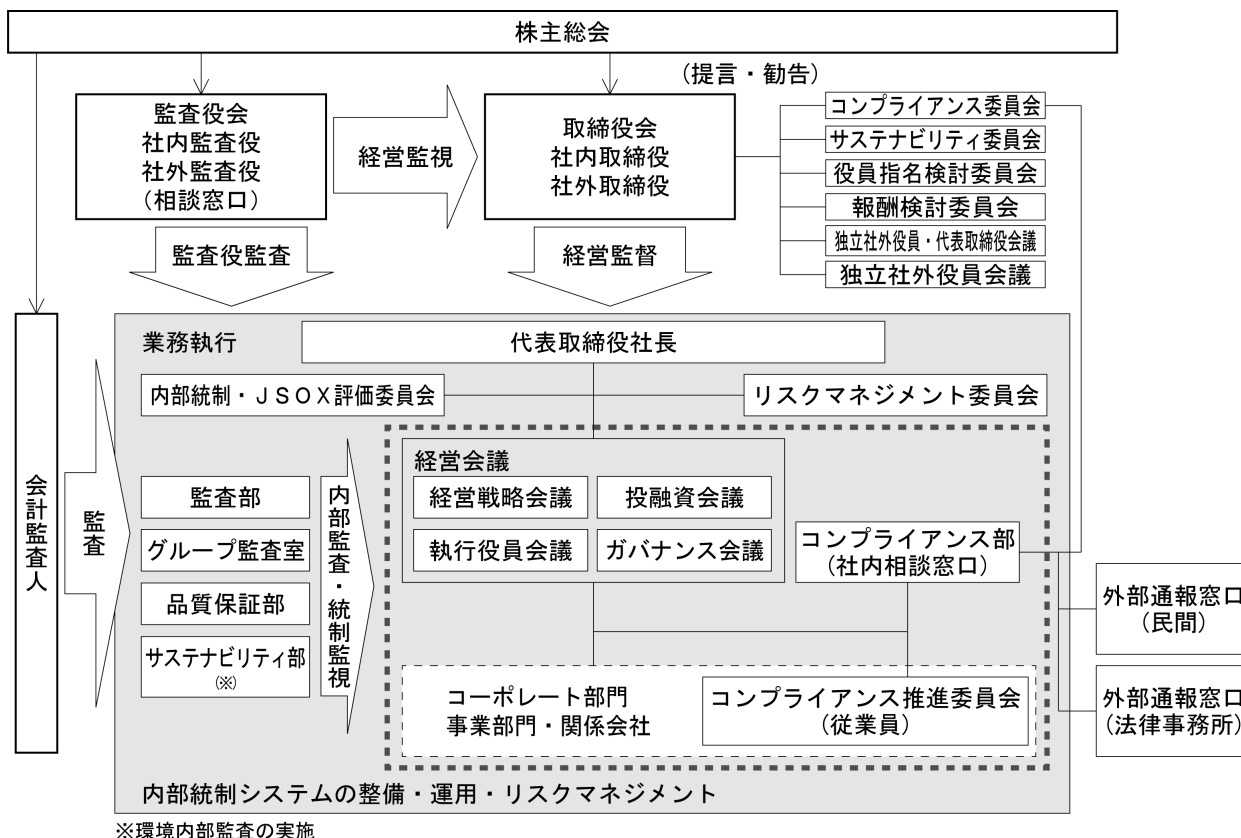 株主総会
(提言・勧告)
監査役会
社内監査役
社外監査役
(相談窓口)
経営監視
取締役会
社内取締役
社外取締役
コンプライアンス委員会
サステナビリティ委員会
役員指名検討委員会
報酬検討委員会
独立社外役員・代表取締役会議
独立社外役員会議
監査役監査
経営監督
会計監査人
監査
業務執行
代表取締役社長
内部統制・JSOX評価委員会
リスクマネジメント委員会
監査部
グループ監査室
品質保証部
サステナビリティ部
(※)
内部監査・統制監視
経営会議
経営戦略会議
投融資会議
執行役員会議
ガバナンス会議
コンプライアンス部
(社内相談窓口)
コーポレート部門
事業部門・関係会社
コンプライアンス推進委員会
(従業員)
外部通報窓口
(民間)
外部通報窓口
(法律事務所)
内部統制システムの整備・運用・リスクマネジメント
※環境内部監査の実施